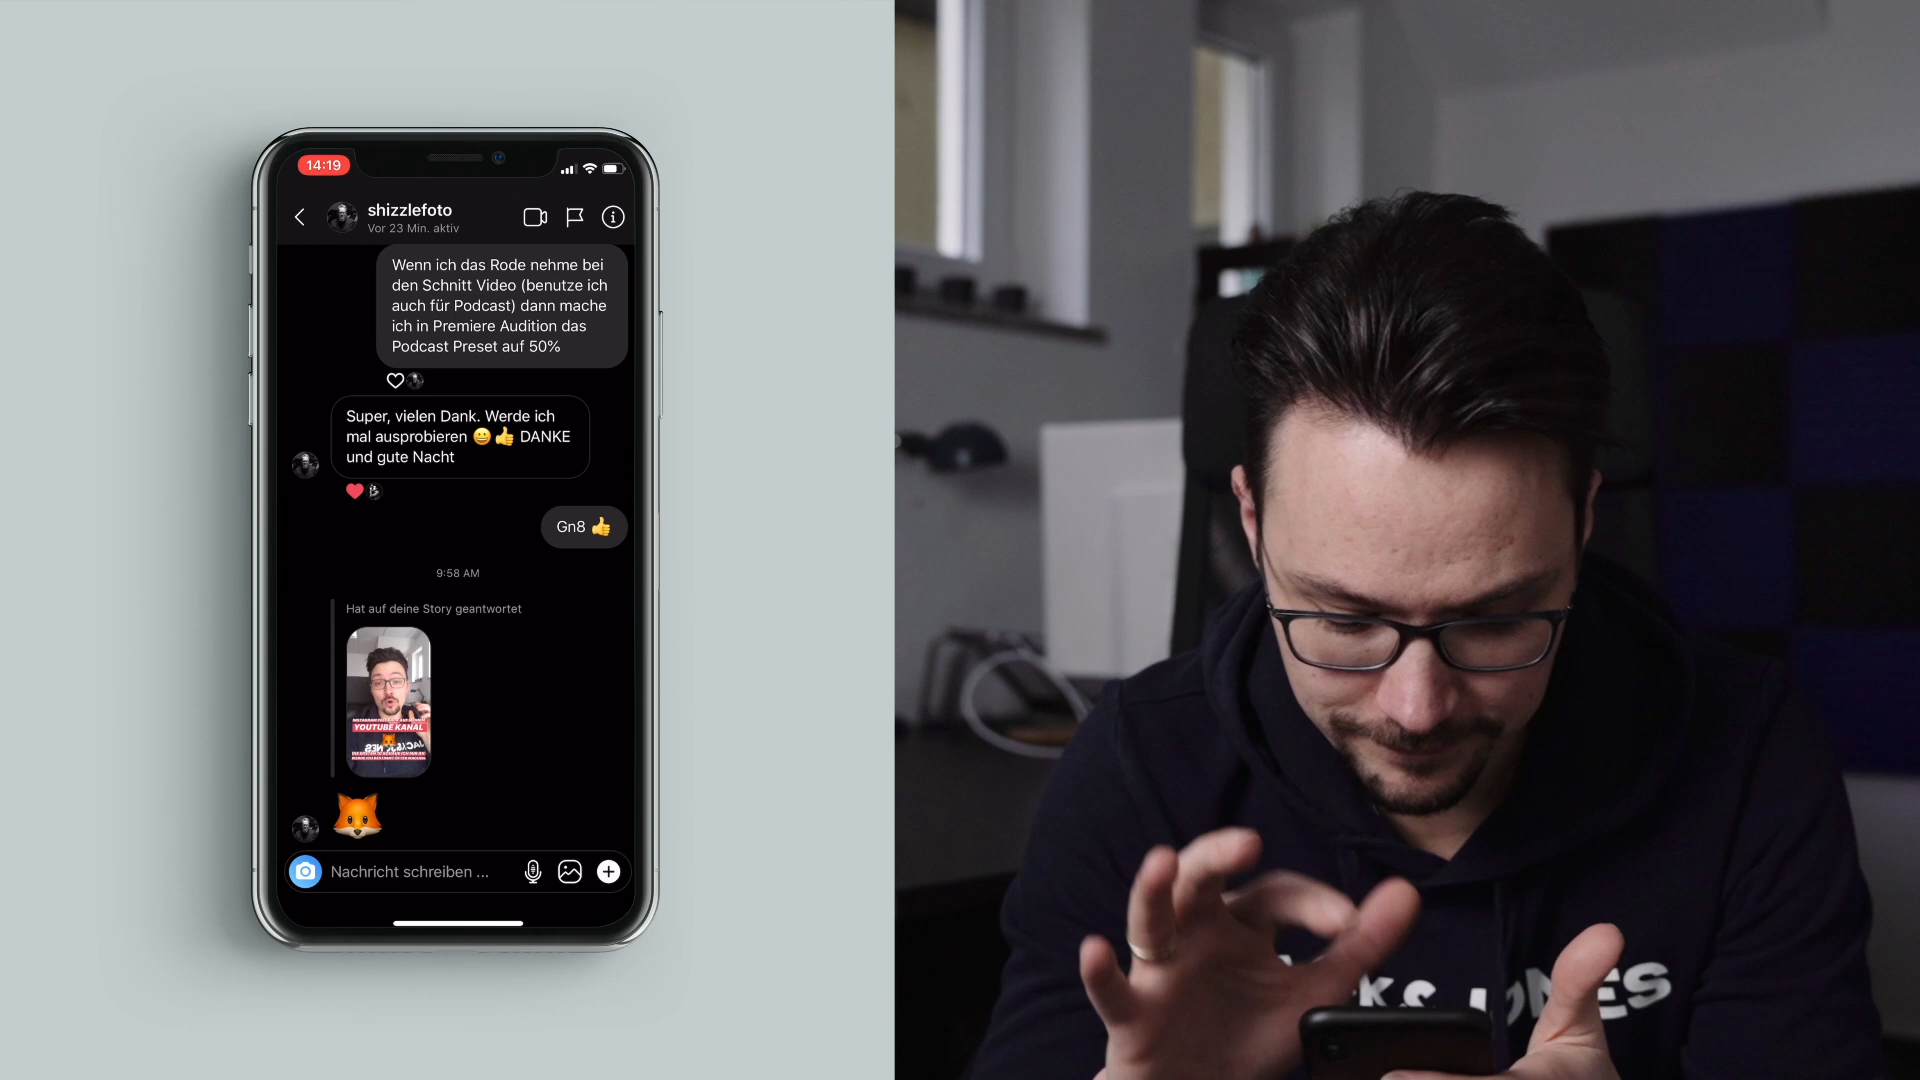 14:19
shizzlefoto
Vor 23 Min. aktiv
Wenn ich das Rode nehme bei
den Schnitt Video (benutze ich
auch für Podcast) dann mache
ich in Premiere Audition das
Podcast Preset auf 50%
Super, vielen Dank. Werde ich
mal ausprobieren 😀👍 DANKE
und gute Nacht
Gn8 👍
9:58 AM
Hat auf deine Story geantwortet
YOUTUBE KANAL
🦊
Nachricht schreiben ...